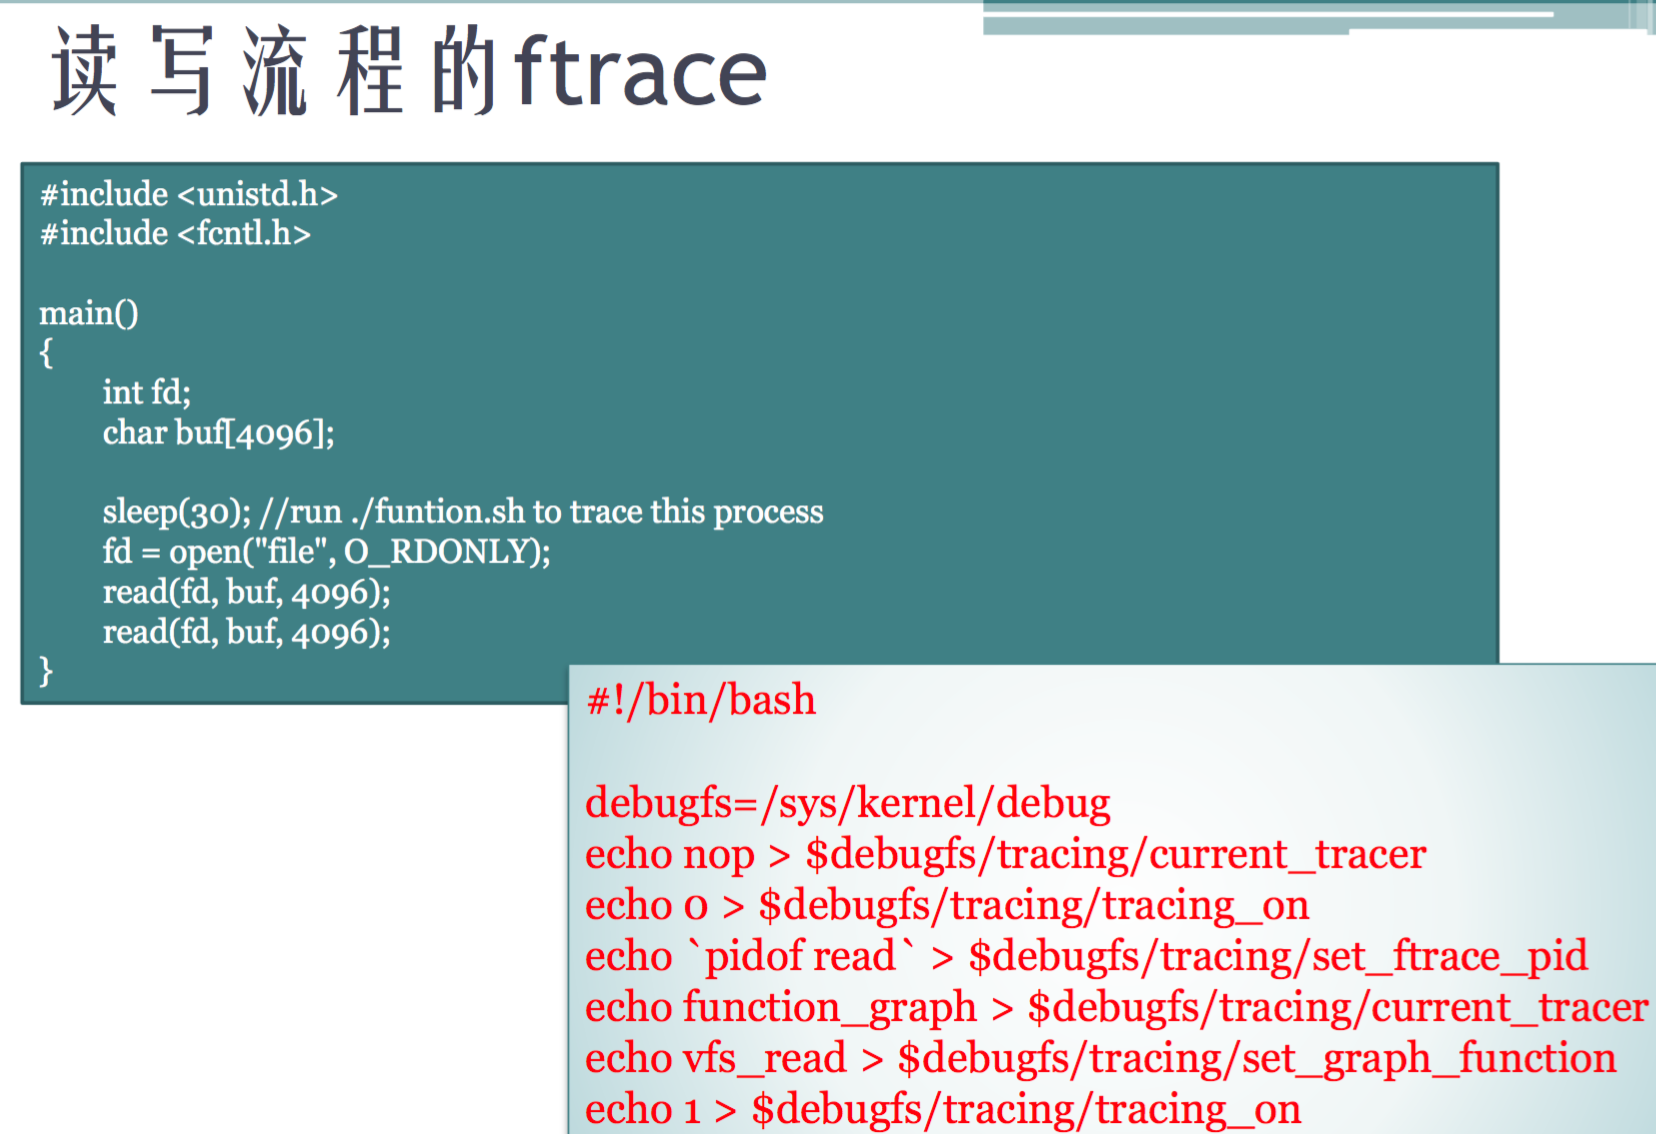 读写流程的ftrace
#include <unistd.h>
#include <fcntl.h>
main()
{
int fd;
char buf[4096];
sleep(30); //run ./funtion.sh to trace this process
fd = open("file", O_RDONLY);
read(fd, buf, 4096);
read(fd, buf, 4096);
}
#!/bin/bash
debugfs=/sys/kernel/debug
echo nop > $debugfs/tracing/current_tracer
echo 0 > $debugfs/tracing/tracing_on
echo `pidof read` > $debugfs/tracing/set_ftrace_pid
echo function_graph > $debugfs/tracing/current_tracer
echo vfs_read > $debugfs/tracing/set_graph_function
echo 1 > $debugfs/tracing/tracing_on